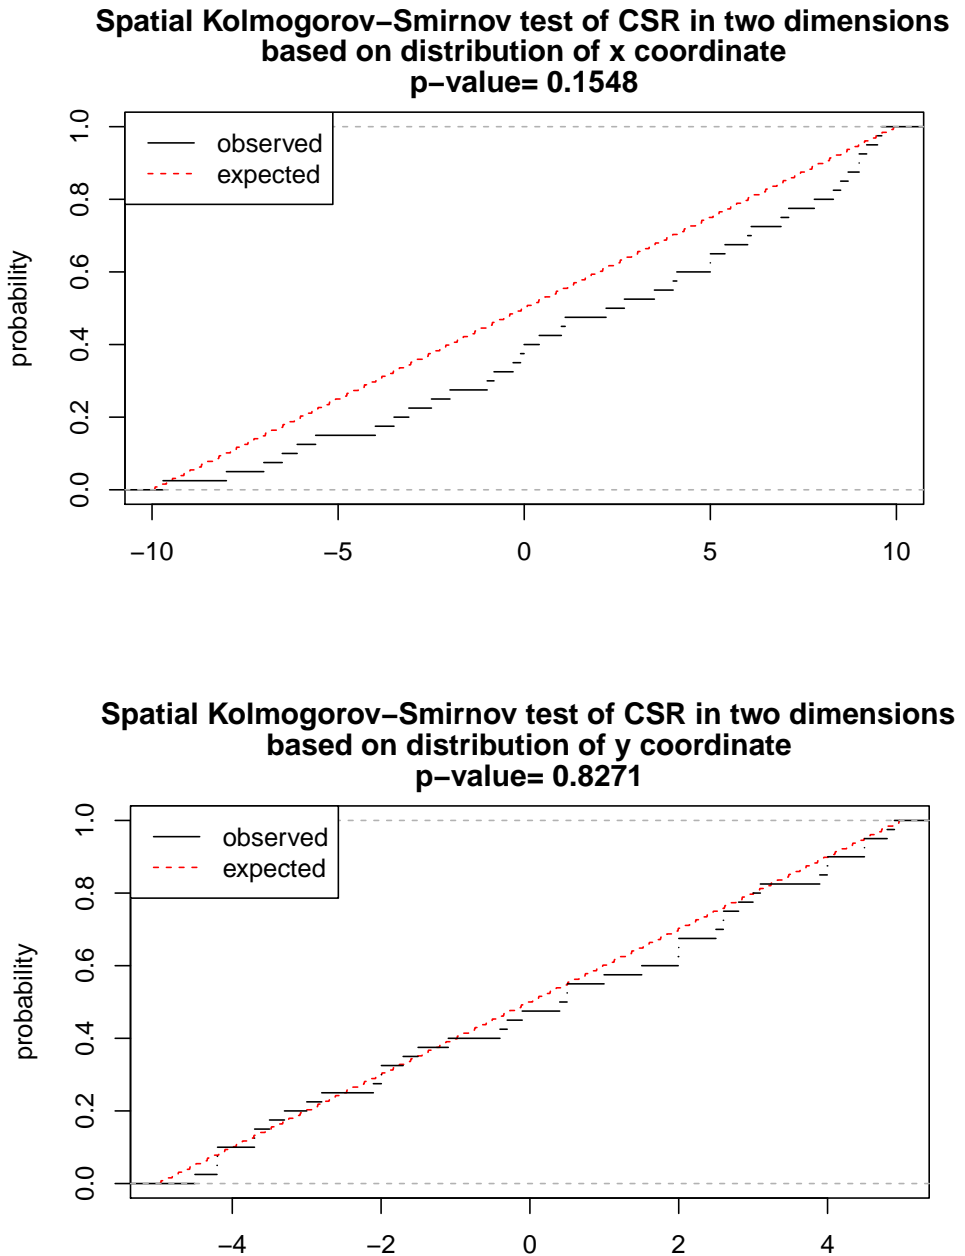 Spatial Kolmogorov−Smirnov test of CSR in two dimensions
based on distribution of x coordinate
p−value= 0.1548
observed
expected
probability
1.0
0.8
0.6
0.4
0.2
0.0
−10 −5 0 5 10
Spatial Kolmogorov−Smirnov test of CSR in two dimensions
based on distribution of y coordinate
p−value= 0.8271
observed
expected
probability
1.0
0.8
0.6
0.4
0.2
0.0
−4 −2 0 2 4